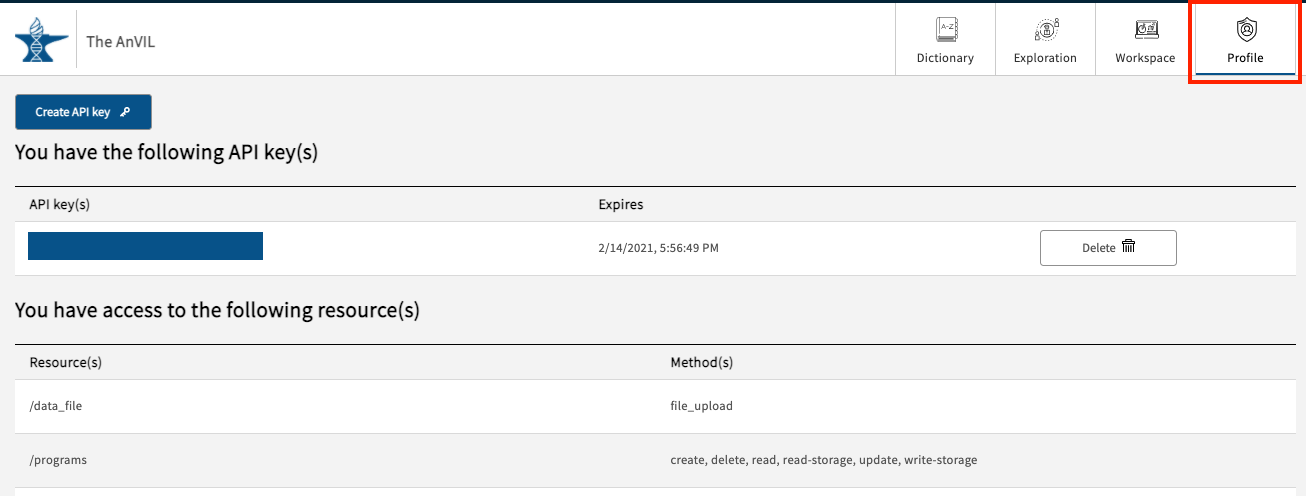 The AnVIL
A-Z
Dictionary
Exploration
Workspace
Profile
Create API key
You have the following API key(s)
API key(s) Expires
2/14/2021, 5:56:49 PM Delete
You have access to the following resource(s)
Resource(s) Method(s)
/data_file file_upload
/programs create, delete, read, read-storage, update, write-storage